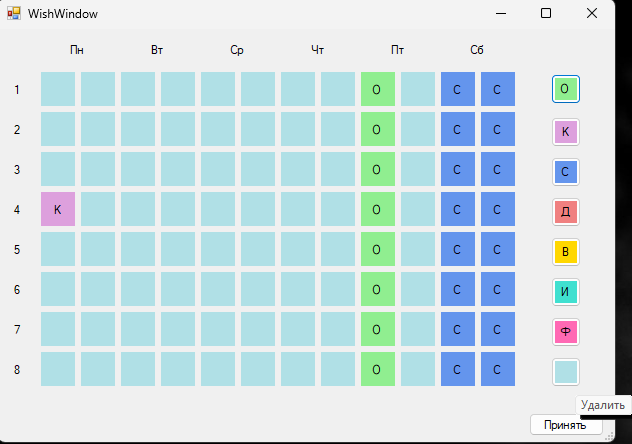 WishWindow
Пн Вт Ср Чт Пт Сб
1 О С С О
2 О С С К
3 О С С С
4 К О С С Д
5 О С С В
6 О С С И
7 О С С Ф
8 О С С
Удалить
Принять